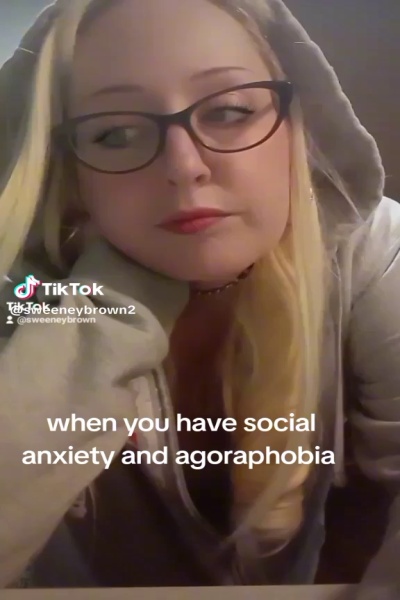 TikTok
@sweeneybrown2
TikTok
@sweeneybrown
when you have social
anxiety and agoraphobia